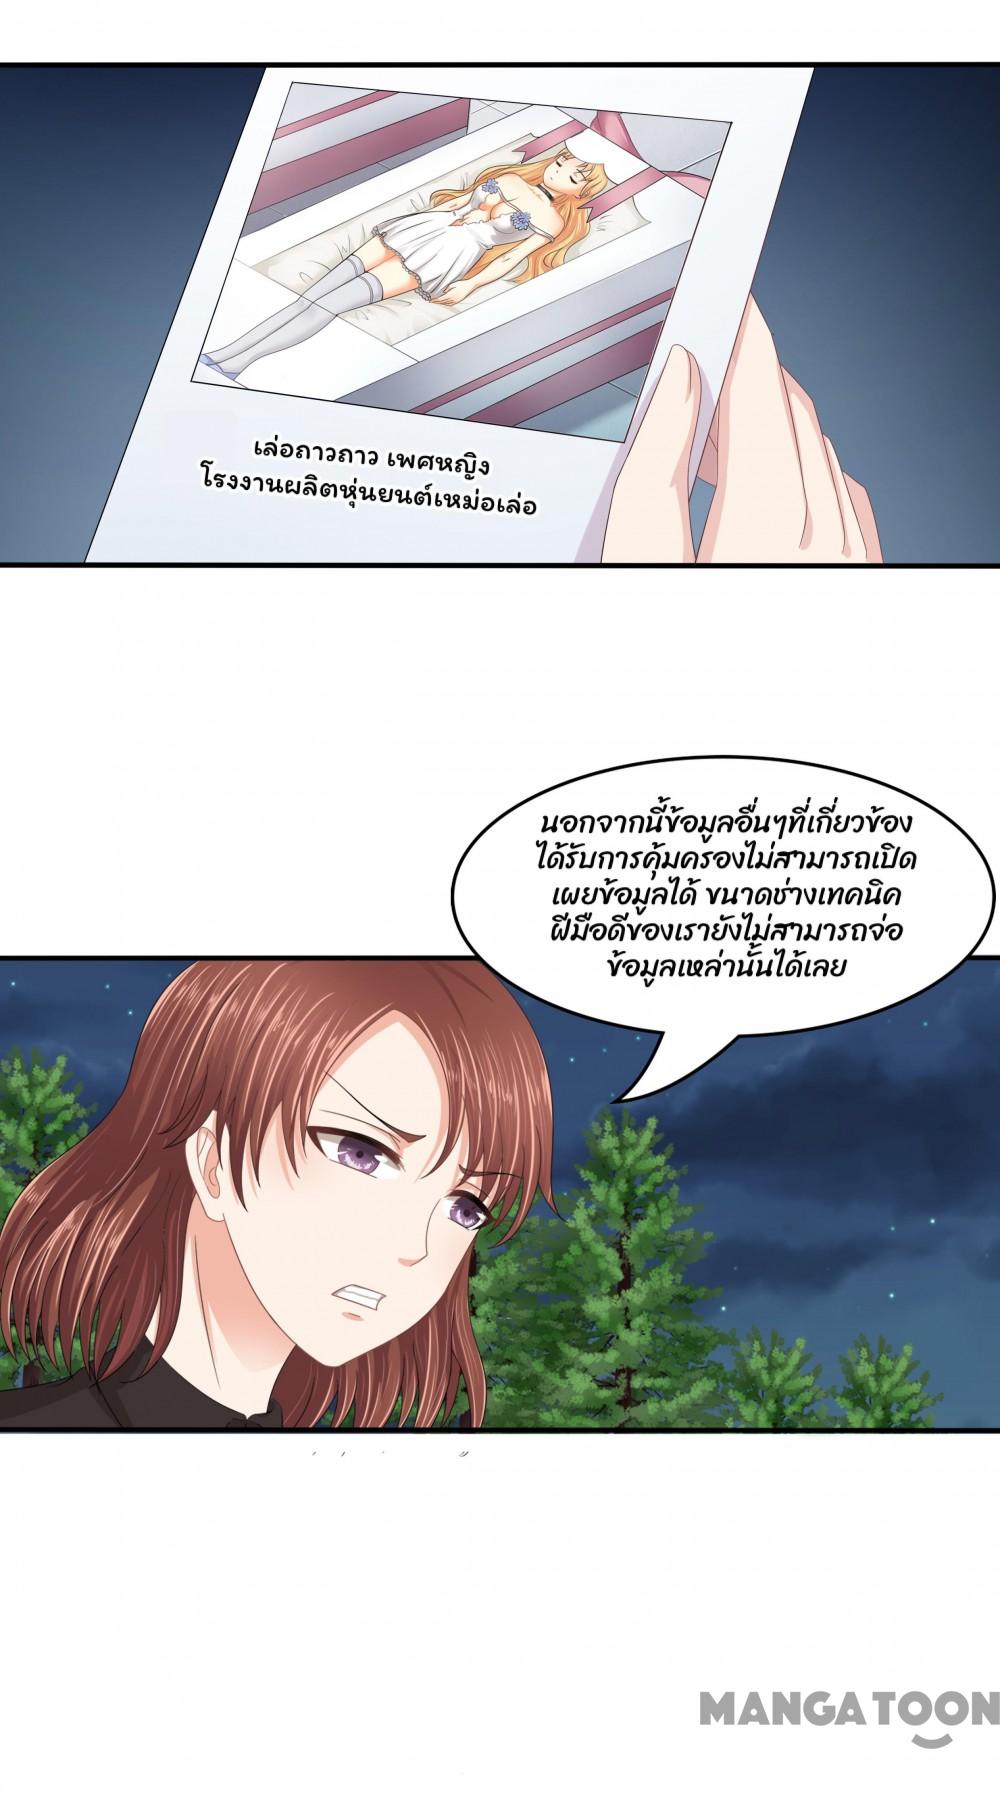 เล่อถาวถาว เพศหญิง
โรงงานผลิตหุ่นยนต์เหม่อเล่อ
นอกจากนี้ข้อมูลอื่นๆที่เกี่ยวข้อง
ได้รับการคุ้มครองไม่สามารถเปิด
เผยข้อมูลได้ ขนาดช่างเทคนิค
ฝีมือดีของเรายังไม่สามารถจ่อ
ข้อมูลเหล่านั้นได้เลย
MANGATOON